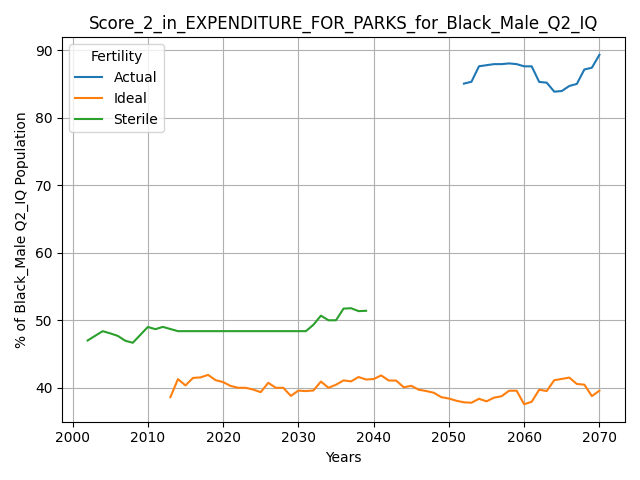 Score_2_in_EXPENDITURE_FOR_PARKS_for_Black_Male_Q2_IQ
Fertility
Actual
Ideal
Sterile
% of Black_Male Q2_IQ Population
90
80
70
60
50
40
2000 2010 2020 2030 2040 2050 2060 2070
Years